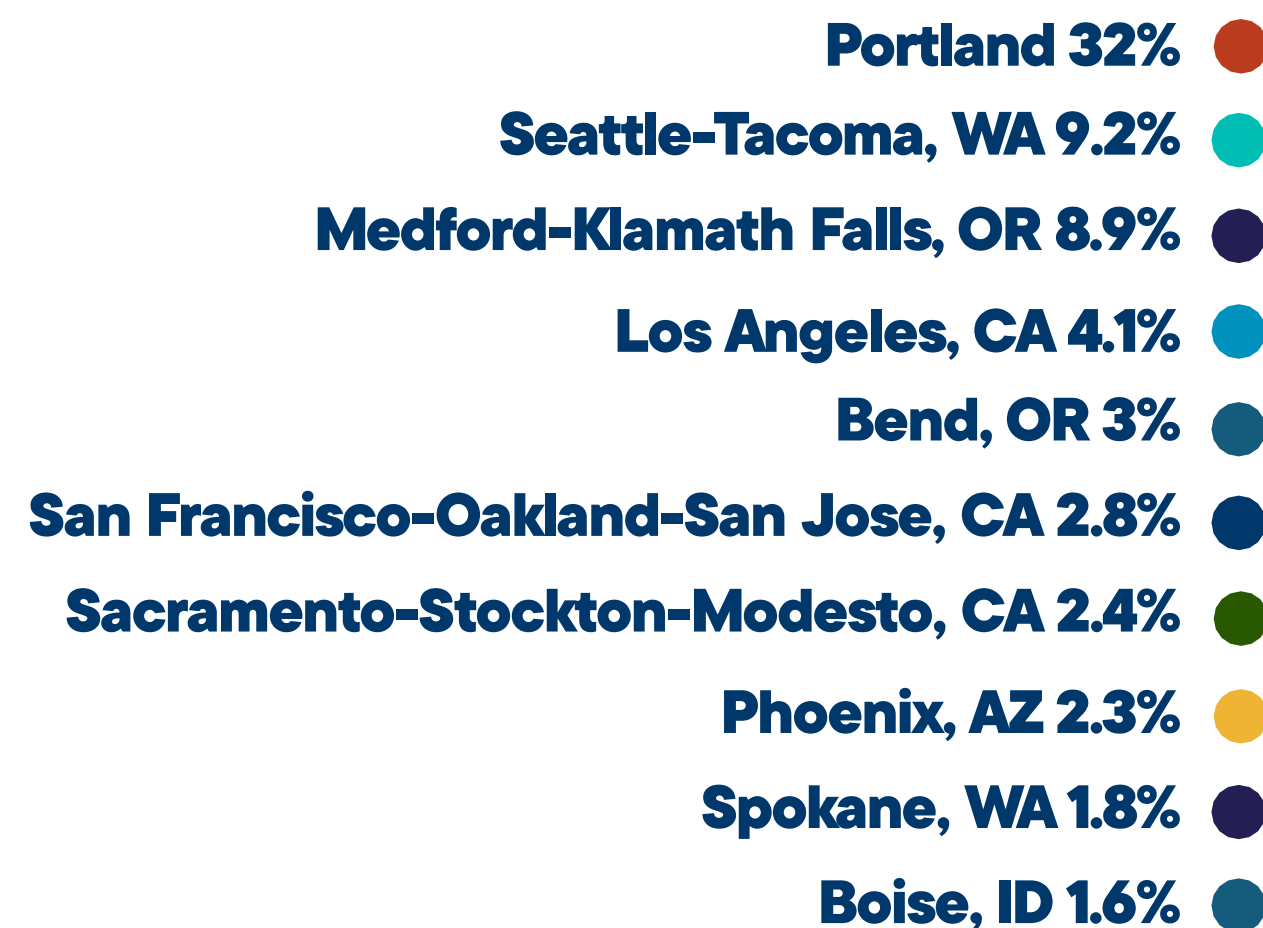 Portland 32%
Seattle-Tacoma, WA 9.2%
Medford-Klamath Falls, OR 8.9%
Los Angeles, CA 4.1%
Bend, OR 3%
San Francisco-Oakland-San Jose, CA 2.8%
Sacramento-Stockton-Modesto, CA 2.4%
Phoenix, AZ 2.3%
Spokane, WA 1.8%
Boise, ID 1.6%